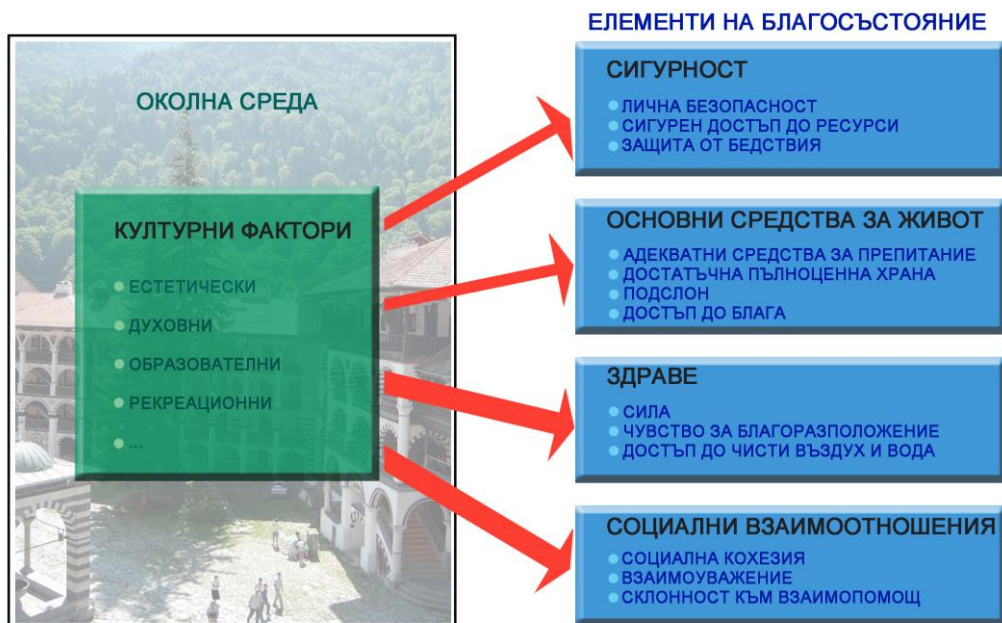 ОКОЛНА СРЕДА
КУЛТУРНИ ФАКТОРИ
ЕСТЕТИЧЕСКИ
ДУХОВНИ
ОБРАЗОВАТЕЛНИ
РЕКРЕАЦИОННИ
...
ЕЛЕМЕНТИ НА БЛАГОСЪСТОЯНИЕ
СИГУРНОСТ
ЛИЧНА БЕЗОПАСНОСТ
СИГУРЕН ДОСТЪП ДО РЕСУРСИ
ЗАЩИТА ОТ БЕДСТВИЯ
ОСНОВНИ СРЕДСТВА ЗА ЖИВОТ
АДЕКВАТНИ СРЕДСТВА ЗА ПРЕПИТАНИЕ
ДОСТАТЪЧНА ПЪЛНОЦЕННА ХРАНА
ПОДСЛОН
ДОСТЪП ДО БЛАГА
ЗДРАВЕ
СИЛА
ЧУВСТВО ЗА БЛАГОРАЗПОЛОЖЕНИЕ
ДОСТЪП ДО ЧИСТИ ВЪЗДУХ И ВОДА
СОЦИАЛНИ ВЗАИМООТНОШЕНИЯ
СОЦИАЛНА КОХЕЗИЯ
ВЗАИМОУВАЖЕНИЕ
СКЛОННОСТ КЪМ ВЗАИМОПОМОЩ